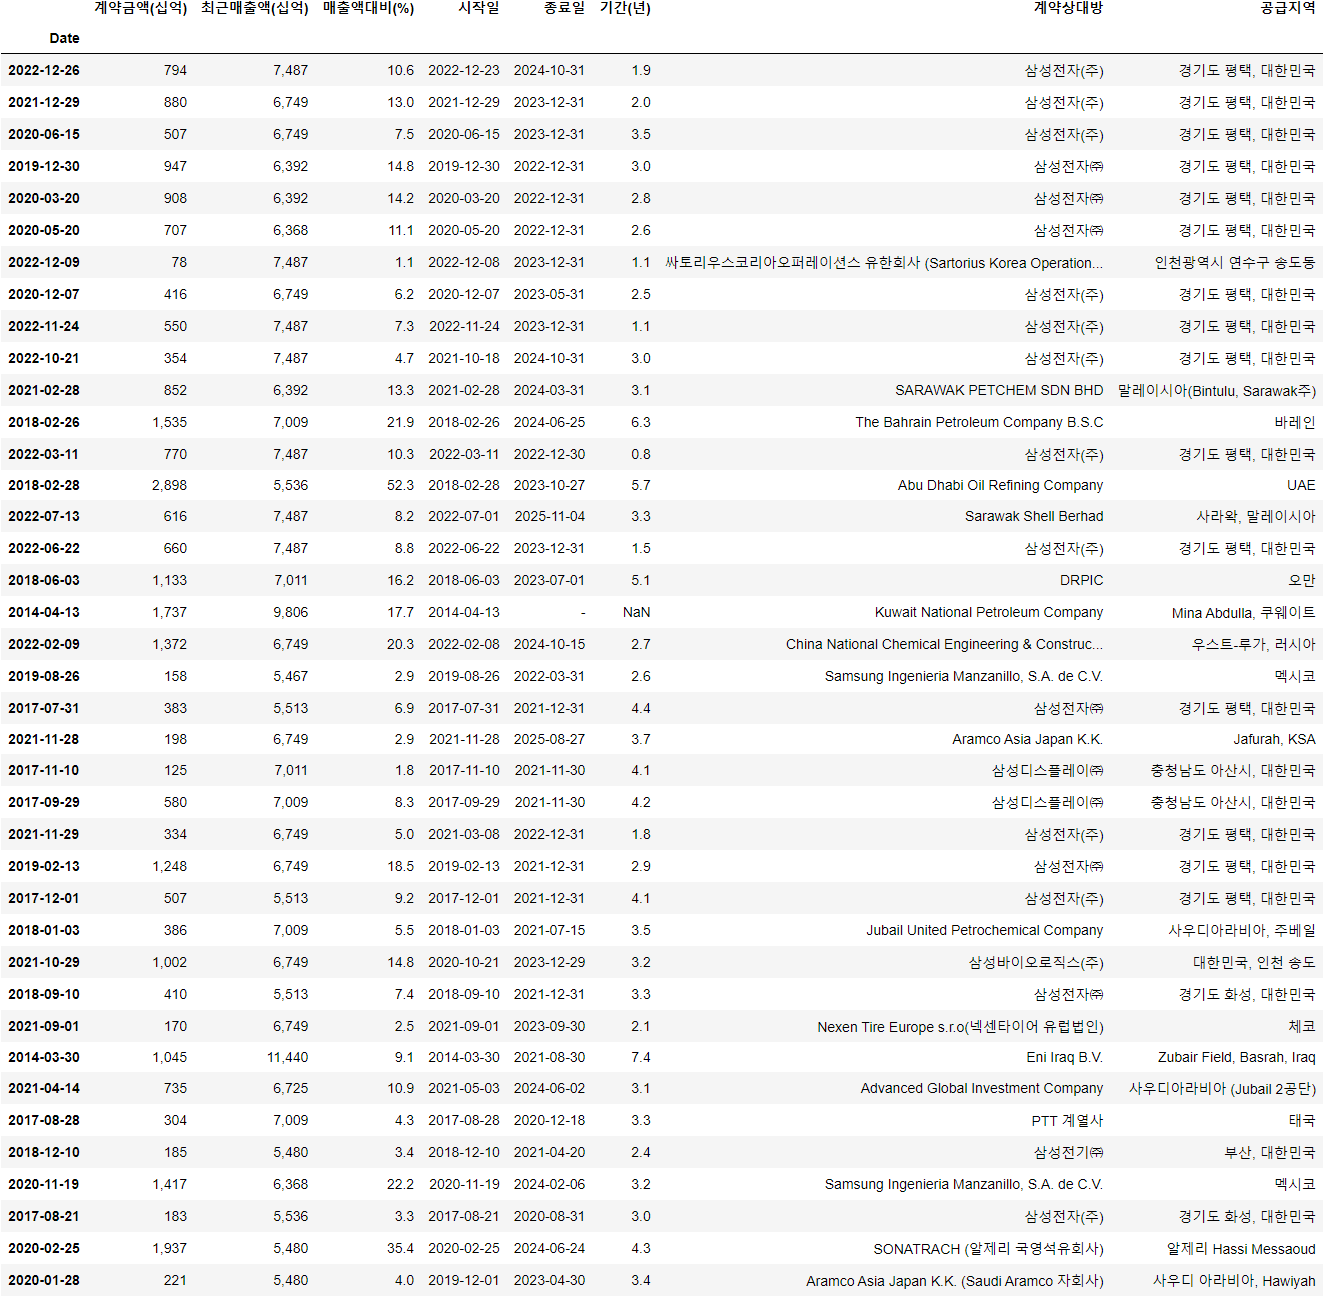 계약금액(십억) 최근매출액(십억) 매출액대비(%) 시작일 종료일 기간(년) 계약상대방 공급지역
Date
2022-12-26 794 7,487 10.6 2022-12-23 2024-10-31 1.9 삼성전자(주) 경기도 평택, 대한민국
2021-12-29 880 6,749 13.0 2021-12-29 2023-12-31 2.0 삼성전자(주) 경기도 평택, 대한민국
2020-06-15 507 6,749 7.5 2020-06-15 2023-12-31 3.5 삼성전자(주) 경기도 평택, 대한민국
2019-12-30 947 6,392 14.8 2019-12-30 2022-12-31 3.0 삼성전자㈜ 경기도 평택, 대한민국
2020-03-20 908 6,392 14.2 2020-03-20 2022-12-31 2.8 삼성전자㈜ 경기도 평택, 대한민국
2020-05-20 707 6,368 11.1 2020-05-20 2022-12-31 2.6 삼성전자㈜ 경기도 평택, 대한민국
2022-12-09 78 7,487 1.1 2022-12-08 2023-12-31 1.1 싸토리우스코리아오퍼레이션스 유한회사 (Sartorius Korea Operation... 인천광역시 연수구 송도동
2020-12-07 416 6,749 6.2 2020-12-07 2023-05-31 2.5 삼성전자(주) 경기도 평택, 대한민국
2022-11-24 550 7,487 7.3 2022-11-24 2023-12-31 1.1 삼성전자(주) 경기도 평택, 대한민국
2022-10-21 354 7,487 4.7 2021-10-18 2024-10-31 3.0 삼성전자(주) 경기도 평택, 대한민국
2021-02-28 852 6,392 13.3 2021-02-28 2024-03-31 3.1 SARAWAK PETCHEM SDN BHD 말레이시아(Bintulu, Sarawak주)
2018-02-26 1,535 7,009 21.9 2018-02-26 2024-06-25 6.3 The Bahrain Petroleum Company B.S.C 바레인
2022-03-11 770 7,487 10.3 2022-03-11 2022-12-30 0.8 삼성전자(주) 경기도 평택, 대한민국
2018-02-28 2,898 5,536 52.3 2018-02-28 2023-10-27 5.7 Abu Dhabi Oil Refining Company UAE
2022-07-13 616 7,487 8.2 2022-07-01 2025-11-04 3.3 Sarawak Shell Berhad 사라왁, 말레이시아
2022-06-22 660 7,487 8.8 2022-06-22 2023-12-31 1.5 삼성전자(주) 경기도 평택, 대한민국
2018-06-03 1,133 7,011 16.2 2018-06-03 2023-07-01 5.1 DRPIC 오만
2014-04-13 1,737 9,806 17.7 2014-04-13 - NaN Kuwait National Petroleum Company Mina Abdulla, 쿠웨이트
2022-02-09 1,372 6,749 20.3 2022-02-08 2024-10-15 2.7 China National Chemical Engineering & Construc... 우스트-루가, 러시아
2019-08-26 158 5,467 2.9 2019-08-26 2022-03-31 2.6 Samsung Ingenieria Manzanillo, S.A. de C.V. 멕시코
2017-07-31 383 5,513 6.9 2017-07-31 2021-12-31 4.4 삼성전자㈜ 경기도 평택, 대한민국
2021-11-28 198 6,749 2.9 2021-11-28 2025-08-27 3.7 Aramco Asia Japan K.K. Jafurah, KSA
2017-11-10 125 7,011 1.8 2017-11-10 2021-11-30 4.1 삼성디스플레이㈜ 충청남도 아산시, 대한민국
2017-09-29 580 7,009 8.3 2017-09-29 2021-11-30 4.2 삼성디스플레이㈜ 충청남도 아산시, 대한민국
2021-11-29 334 6,749 5.0 2021-03-08 2022-12-31 1.8 삼성전자(주) 경기도 평택, 대한민국
2019-02-13 1,248 6,749 18.5 2019-02-13 2021-12-31 2.9 삼성전자㈜ 경기도 평택, 대한민국
2017-12-01 507 5,513 9.2 2017-12-01 2021-12-31 4.1 삼성전자(주) 경기도 평택, 대한민국
2018-01-03 386 7,009 5.5 2018-01-03 2021-07-15 3.5 Jubail United Petrochemical Company 사우디아라비아, 주베일
2021-10-29 1,002 6,749 14.8 2020-10-21 2023-12-29 3.2 삼성바이오로직스(주) 대한민국, 인천 송도
2018-09-10 410 5,513 7.4 2018-09-10 2021-12-31 3.3 삼성전자㈜ 경기도 화성, 대한민국
2021-09-01 170 6,749 2.5 2021-09-01 2023-09-30 2.1 Nexen Tire Europe s.r.o(넥센타이어 유럽법인) 체코
2014-03-30 1,045 11,440 9.1 2014-03-30 2021-08-30 7.4 Eni Iraq B.V. Zubair Field, Basrah, Iraq
2021-04-14 735 6,725 10.9 2021-05-03 2024-06-02 3.1 Advanced Global Investment Company 사우디아라비아 (Jubail 2공단)
2017-08-28 304 7,009 4.3 2017-08-28 2020-12-18 3.3 PTT 계열사 태국
2018-12-10 185 5,480 3.4 2018-12-10 2021-04-20 2.4 삼성전기㈜ 부산, 대한민국
2020-11-19 1,417 6,368 22.2 2020-11-19 2024-02-06 3.2 Samsung Ingenieria Manzanillo, S.A. de C.V. 멕시코
2017-08-21 183 5,536 3.3 2017-08-21 2020-08-31 3.0 삼성전자(주) 경기도 화성, 대한민국
2020-02-25 1,937 5,480 35.4 2020-02-25 2024-06-24 4.3 SONATRACH (알제리 국영석유회사) 알제리 Hassi Messaoud
2020-01-28 221 5,480 4.0 2019-12-01 2023-04-30 3.4 Aramco Asia Japan K.K. (Saudi Aramco 자회사) 사우디 아라비아, Hawiyah